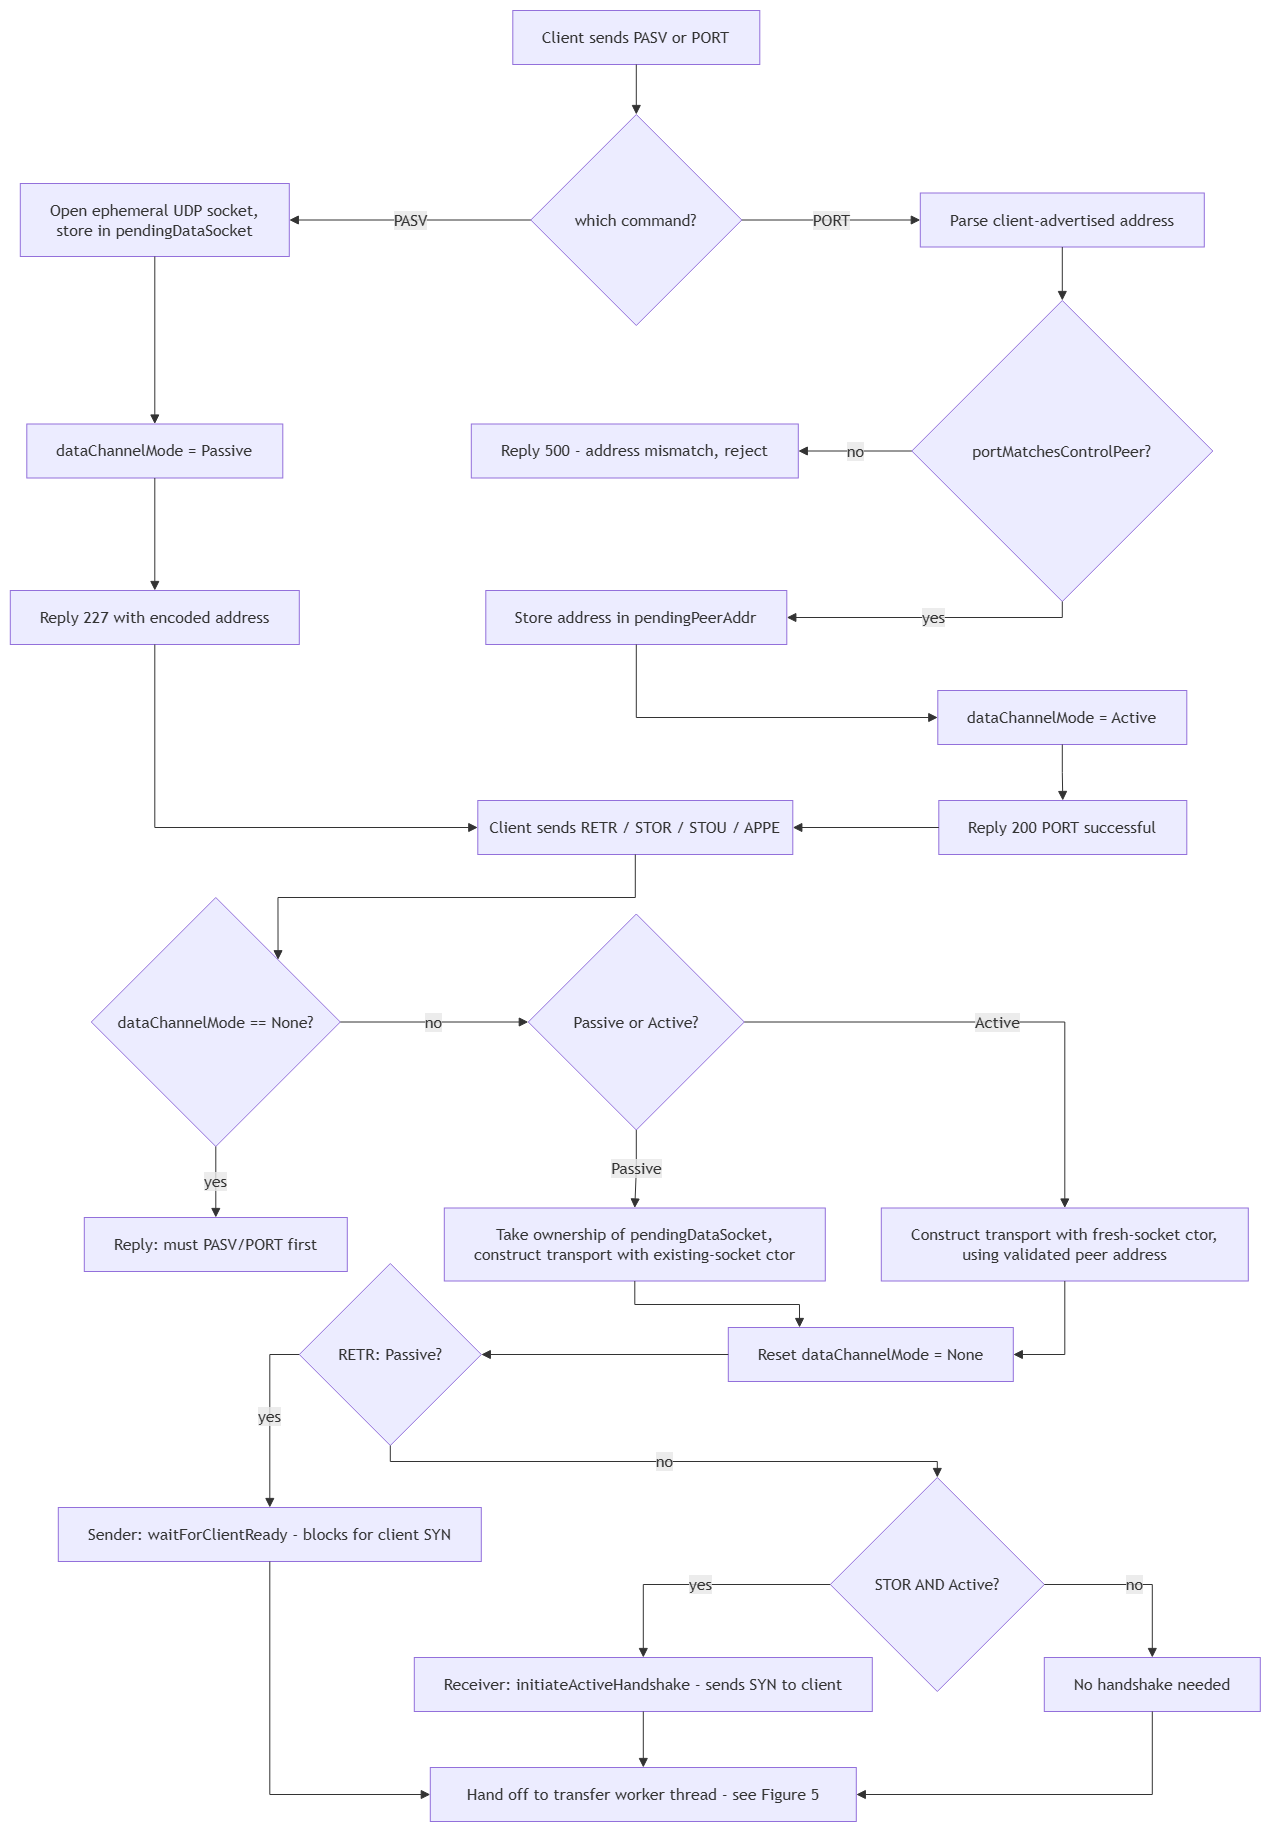 Client sends PASV or PORT
which command?
PASV
PORT
Open ephemeral UDP socket,
store in pendingDataSocket
Parse client-advertised address
dataChannelMode = Passive
Reply 500 - address mismatch, reject
no
portMatchesControlPeer?
Reply 227 with encoded address
Store address in pendingPeerAddr
yes
dataChannelMode = Active
Client sends RETR / STOR / STOU / APPE
Reply 200 PORT successful
dataChannelMode == None?
no
Passive or Active?
Active
yes
Passive
Reply: must PASV/PORT first
Take ownership of pendingDataSocket,
construct transport with existing-socket ctor
Construct transport with fresh-socket ctor,
using validated peer address
RETR: Passive?
Reset dataChannelMode = None
yes
no
Sender: waitForClientReady - blocks for client SYN
yes
STOR AND Active?
no
Receiver: initiateActiveHandshake - sends SYN to client
No handshake needed
Hand off to transfer worker thread - see Figure 5